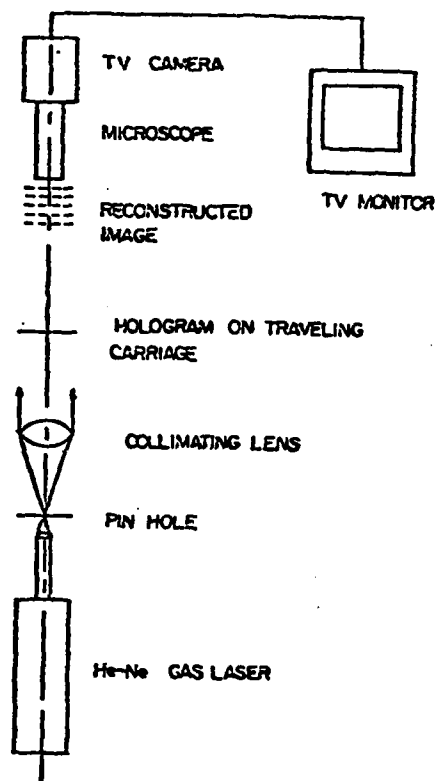 TV CAMERA
MICROSCOPE
TV MONITOR
RECONSTRUCTED
IMAGE
HOLOGRAM ON TRAVELING
CARRIAGE
COLLIMATING LENS
PIN HOLE
He-Ne GAS LASER